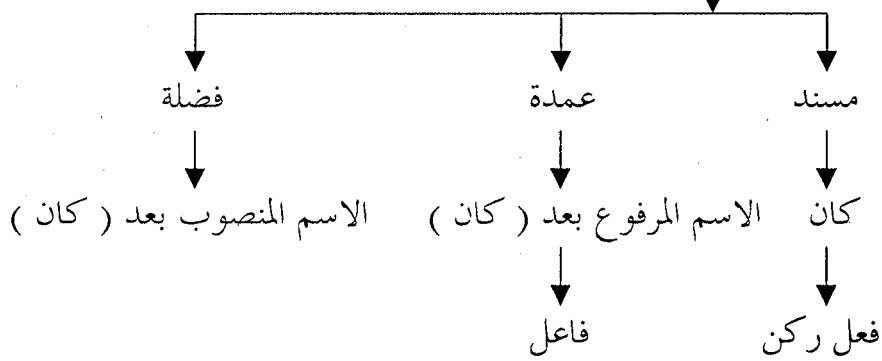 مسند عمدة فضلة
كان الاسم المرفوع بعد ( كان ) الاسم المنصوب بعد ( كان )
فعل ركن فاعل